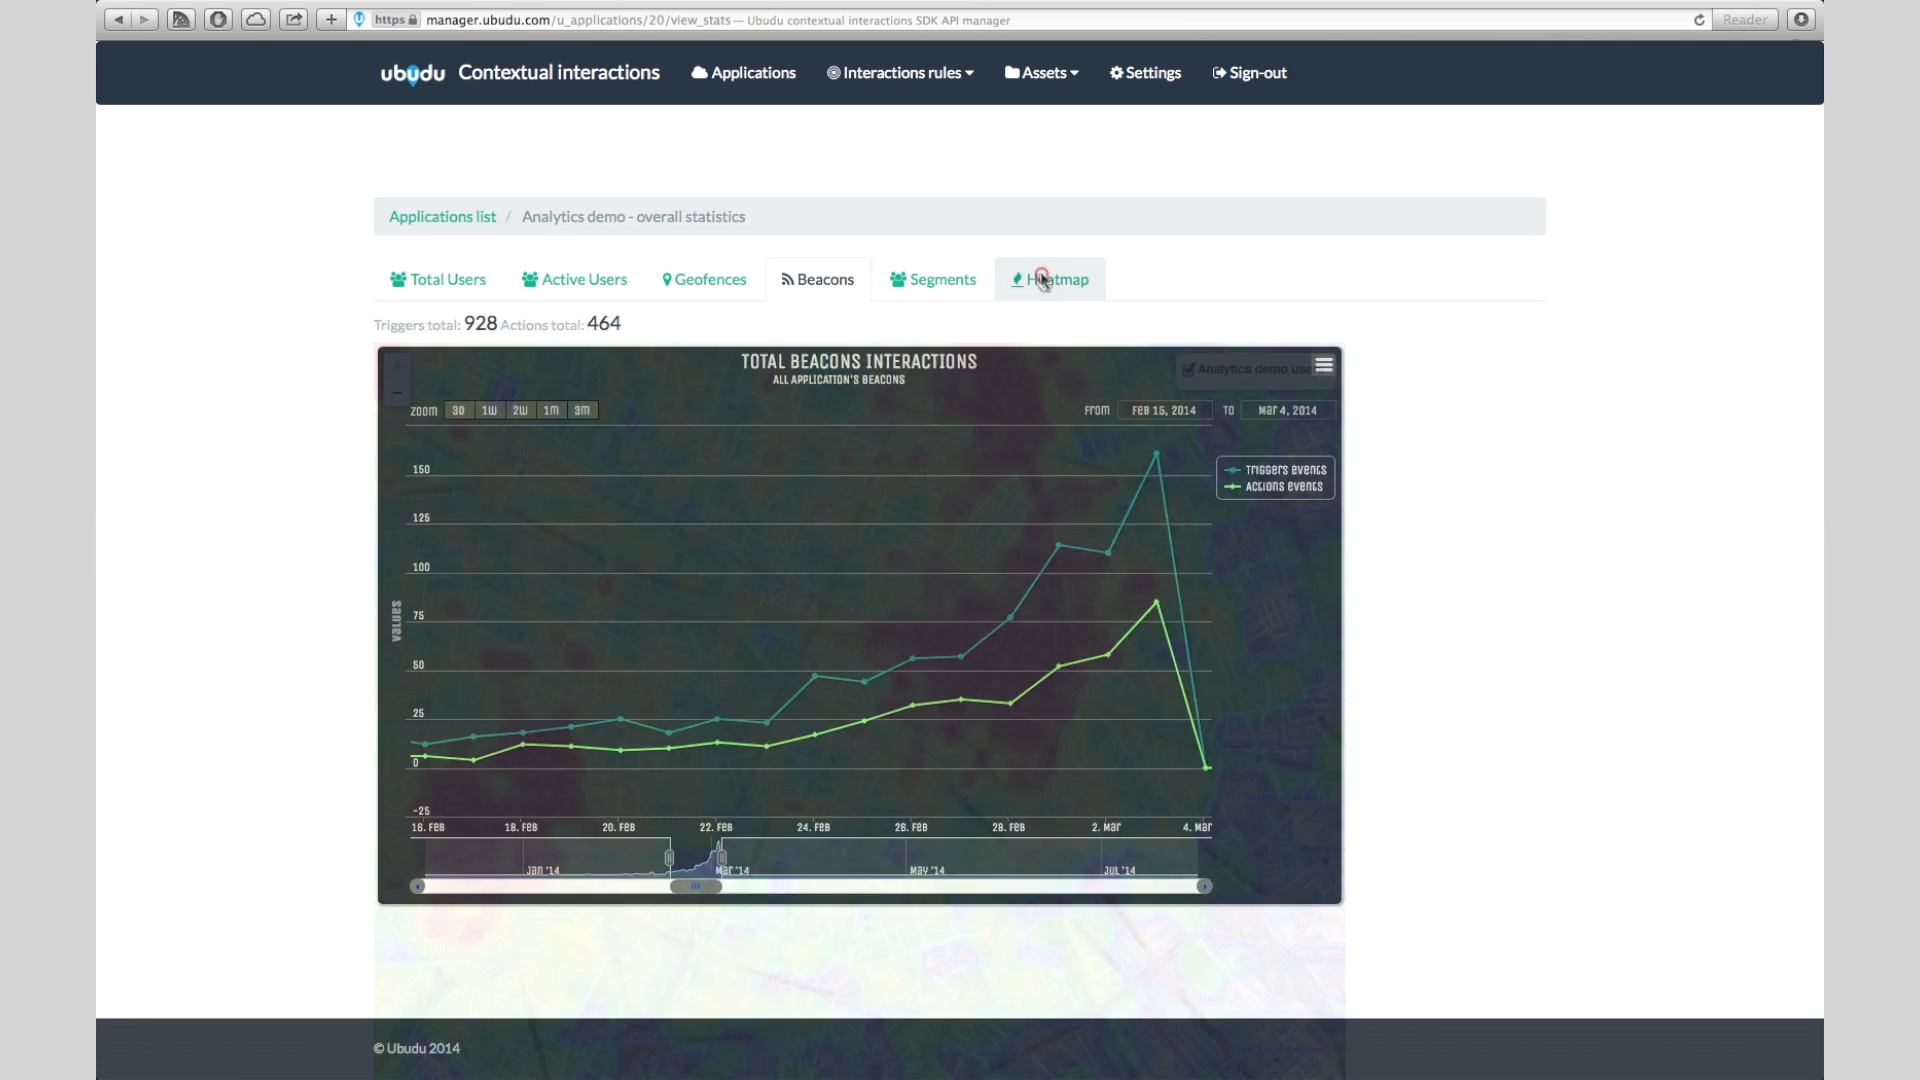 https manager.ubudu.com/u_applications/20/view_stats — Ubudu contextual interactions SDK API manager Reader
ubudu Contextual interactions Applications Interactions rules Assets Settings Sign-out
Applications list / Analytics demo - overall statistics
Total Users Active Users Geofences Beacons Segments Heatmap
Triggers total: 928 Actions total: 464
TOTAL BEACONS INTERACTIONS
ALL APPLICATION'S BEACONS
Analytics demo use
zoom 3D 1W 2W 1m 3m From Feb 15, 2014 To Mar 4, 2014
150
Triggers events
Actions events
125
100
75
values
50
25
0
-25
16. Feb 18. Feb 20. Feb 22. Feb 24. Feb 26. Feb 28. Feb 2. Mar 4. Mar
Jan '14 Mar '14 May '14 Jul '14
© Ubudu 2014